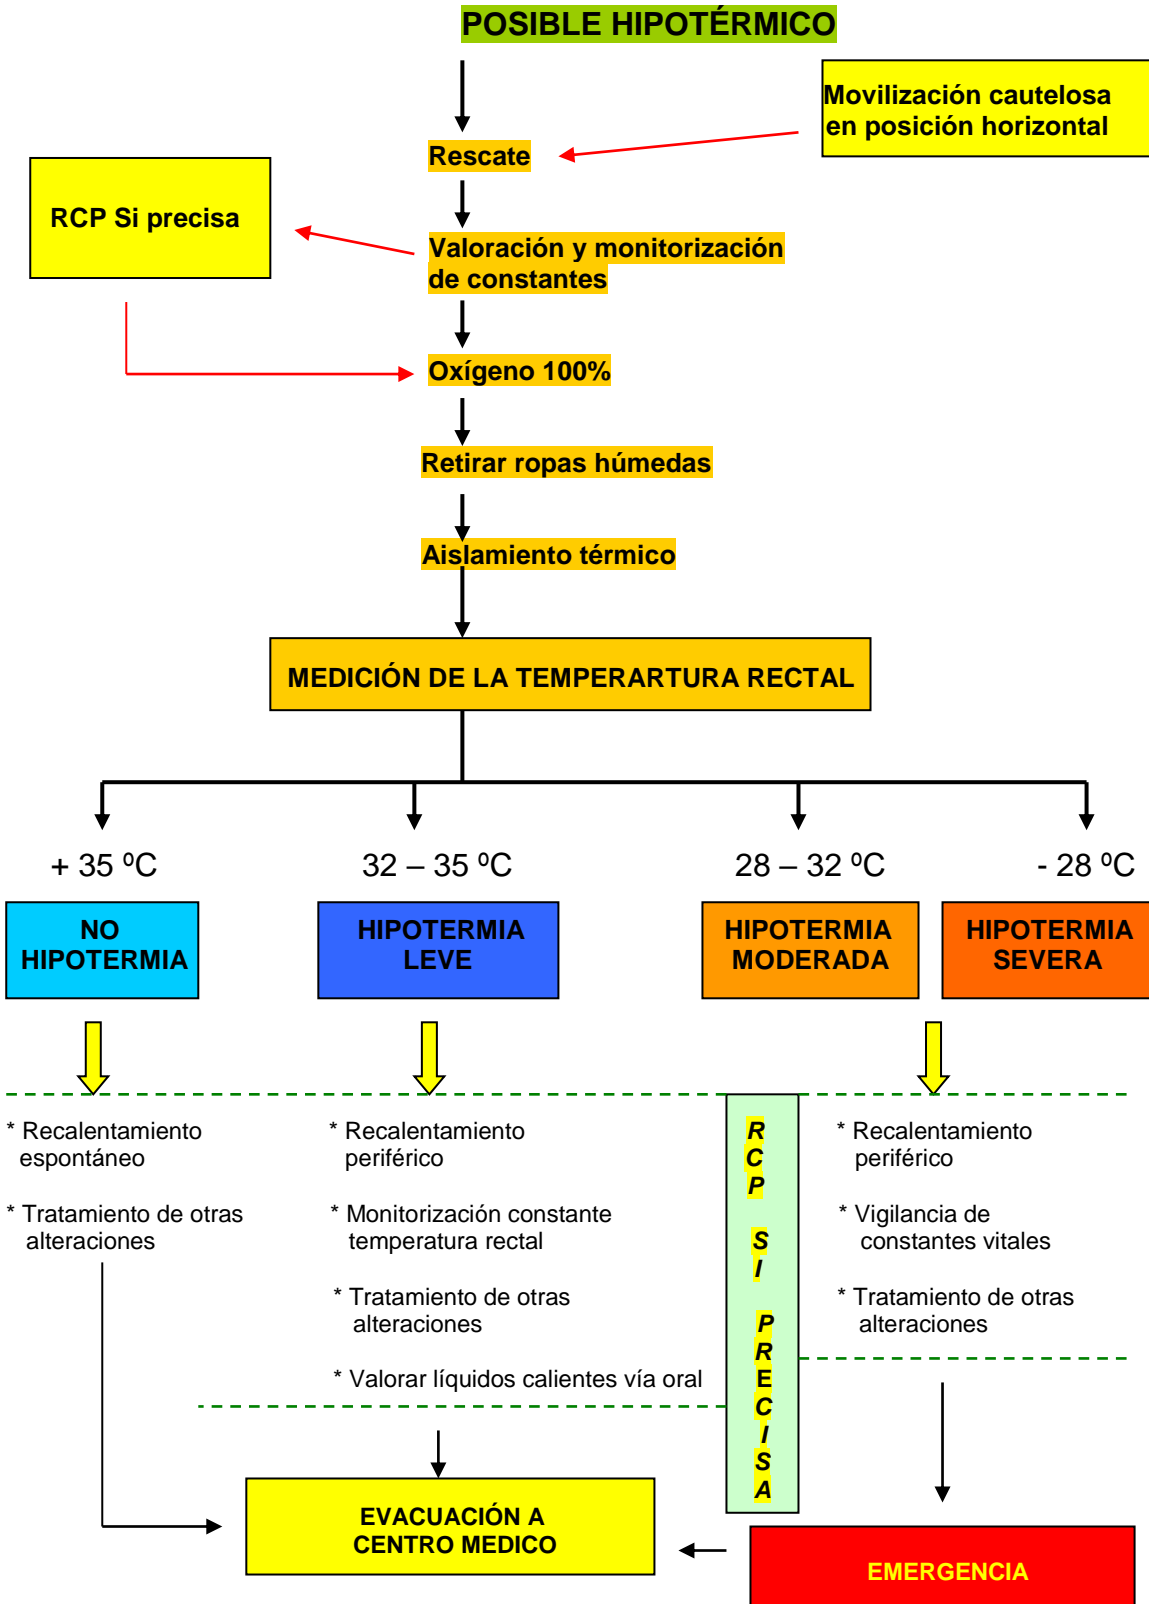 POSIBLE HIPOTÉRMICO
Movilización cautelosa
en posición horizontal
Rescate
RCP Si precisa
Valoración y monitorización
de constantes
Oxígeno 100%
Retirar ropas húmedas
Aislamiento térmico
MEDICIÓN DE LA TEMPERARTURA RECTAL
+ 35 ºC
32 – 35 ºC
28 – 32 ºC
- 28 ºC
NO
HIPOTERMIA
HIPOTERMIA
LEVE
HIPOTERMIA
MODERADA
HIPOTERMIA
SEVERA
* Recalentamiento
espontáneo
* Tratamiento de otras
alteraciones
* Recalentamiento
periférico
* Monitorización constante
temperatura rectal
* Tratamiento de otras
alteraciones
* Valorar líquidos calientes vía oral
RCP SI PRECISA
* Recalentamiento
periférico
* Vigilancia de
constantes vitales
* Tratamiento de otras
alteraciones
EVACUACIÓN A
CENTRO MEDICO
EMERGENCIA